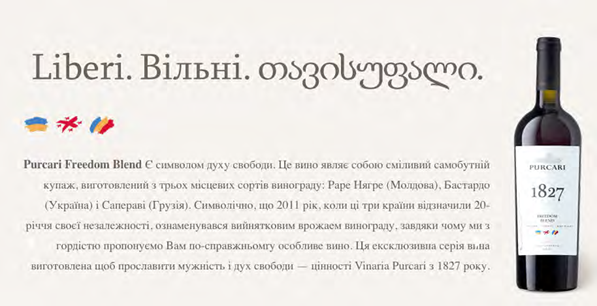 Liberi. Вільні. თავისუფალი.
Purcari Freedom Blend Є символом духу свободи. Це вино являє собою сміливий самобутній
купаж, виготовлений з трьох місцевих сортів винограду: Раре Нягре (Молдова), Бастардо
(Україна) і Сапераві (Грузія). Символічно, що 2011 рік, коли ці три країни відзначили 20-
річчя своєї незалежності, ознаменувався вийнятковим врожаєм винограду, завдяки чому ми з
гордістю пропонуємо Вам по-справжньомгу особливе вино. Ця ексклюзивна серія вьна
виготовлена щоб прославити мужність і дух свободи — цінності Vinaria Purcari з 1827 року.
PURCARI
1827
FREEDOM
BLEND